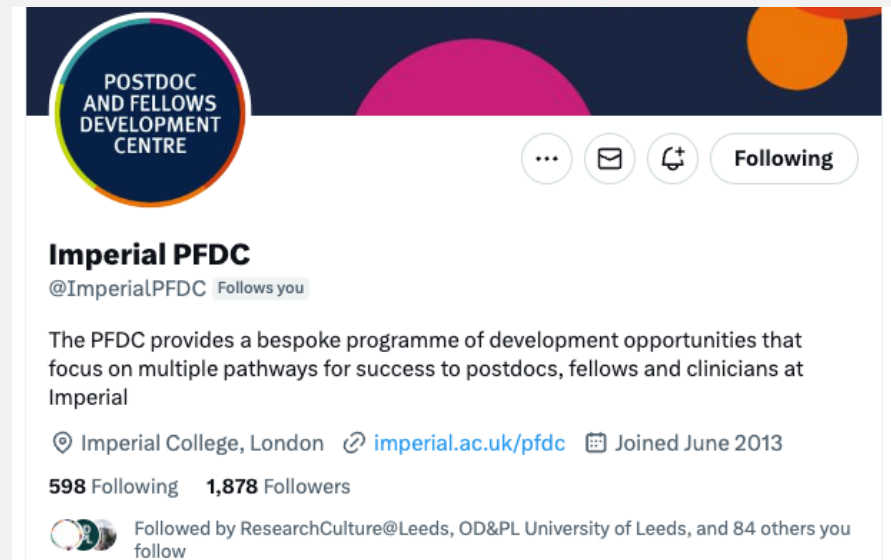 POSTDOC
AND FELLOWS
DEVELOPMENT
CENTRE
Following
Imperial PFDC
@ImperialPFDC Follows you
The PFDC provides a bespoke programme of development opportunities that
focus on multiple pathways for success to postdocs, fellows and clinicians at
Imperial
Imperial College, London imperial.ac.uk/pfdc Joined June 2013
598 Following 1,878 Followers
Followed by ResearchCulture@Leeds, OD&PL University of Leeds, and 84 others you
follow